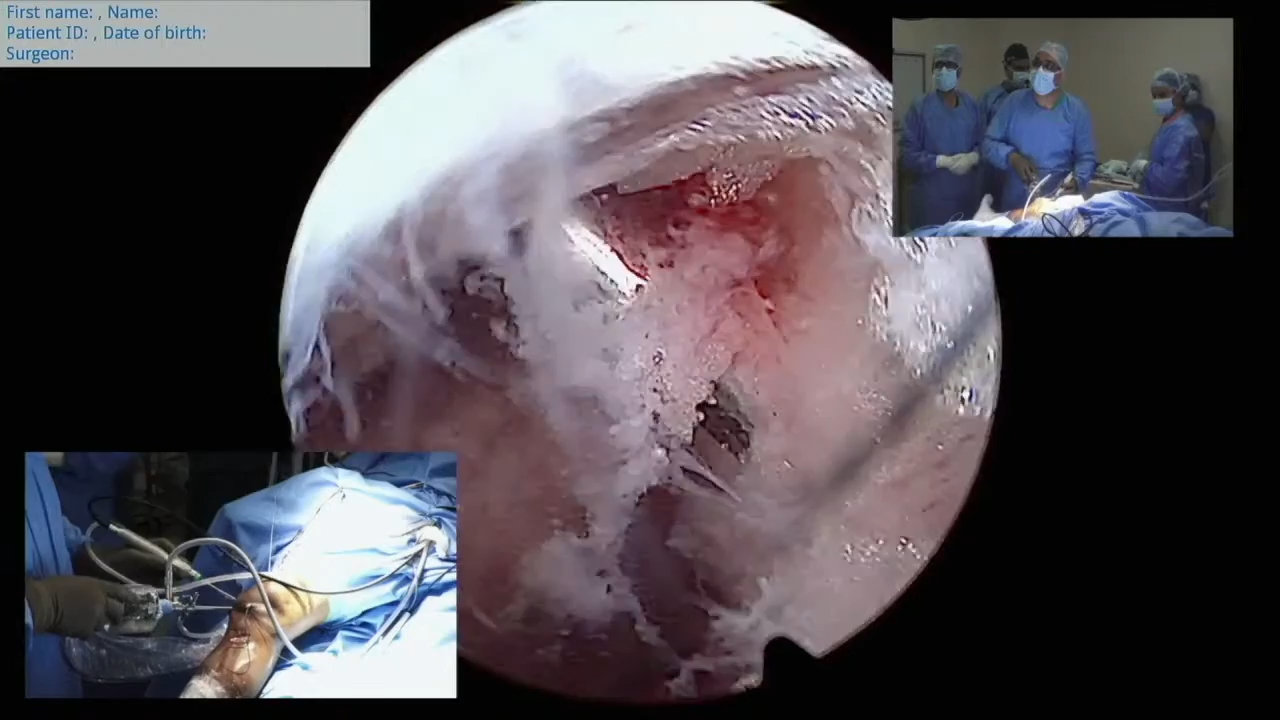 First name: , Name:
Patient ID: , Date of birth:
Surgeon: